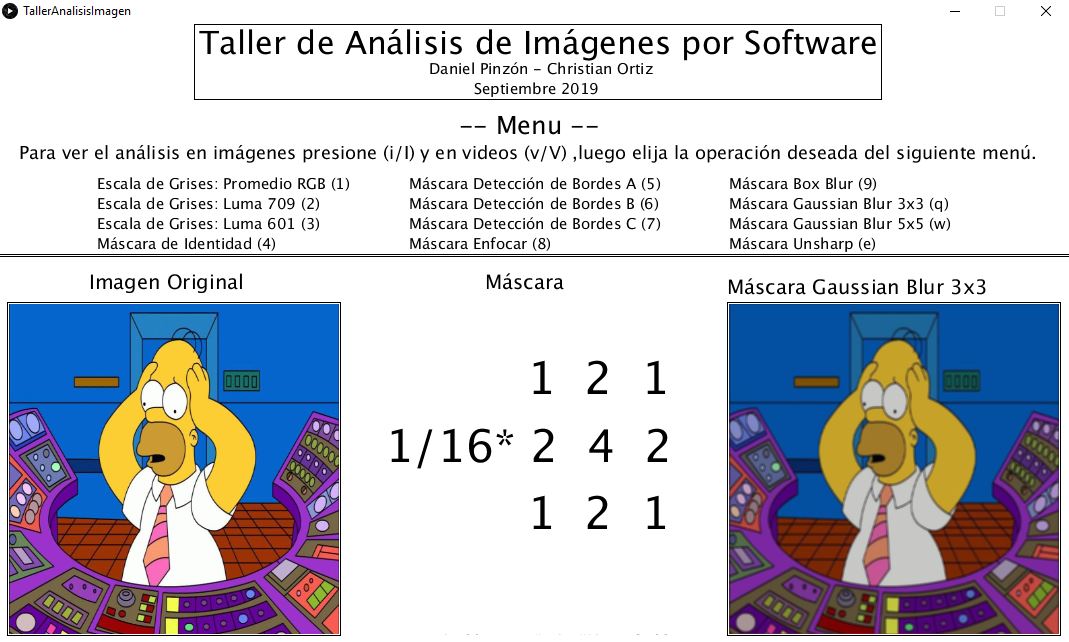 TallerAnalisisImagen
Taller de Análisis de Imágenes por Software
Daniel Pinzón - Christian Ortiz
Septiembre 2019
-- Menu --
Para ver el análisis en imágenes presione (i/I) y en videos (v/V) ,luego elija la operación deseada del siguiente menú.
Escala de Grises: Promedio RGB (1)
Escala de Grises: Luma 709 (2)
Escala de Grises: Luma 601 (3)
Máscara de Identidad (4)
Máscara Detección de Bordes A (5)
Máscara Detección de Bordes B (6)
Máscara Detección de Bordes C (7)
Máscara Enfocar (8)
Máscara Box Blur (9)
Máscara Gaussian Blur 3x3 (q)
Máscara Gaussian Blur 5x5 (w)
Máscara Unsharp (e)
Imagen Original
Máscara
Máscara Gaussian Blur 3x3
1 2 1
1/16* 2 4 2
1 2 1